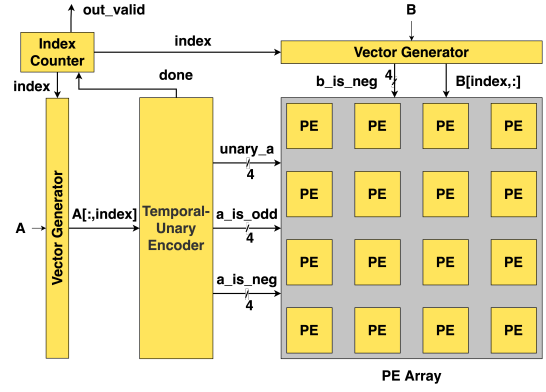 out_valid
B
Index
Counter
index
Vector Generator
index
done
b_is_neg
4
B[index,:]
PE PE PE PE
unary_a
4
PE PE PE PE
A
Vector Generator
A[:,index]
Temporal-
Unary
Encoder
a_is_odd
4
a_is_neg
4
PE PE PE PE
PE PE PE PE
PE Array